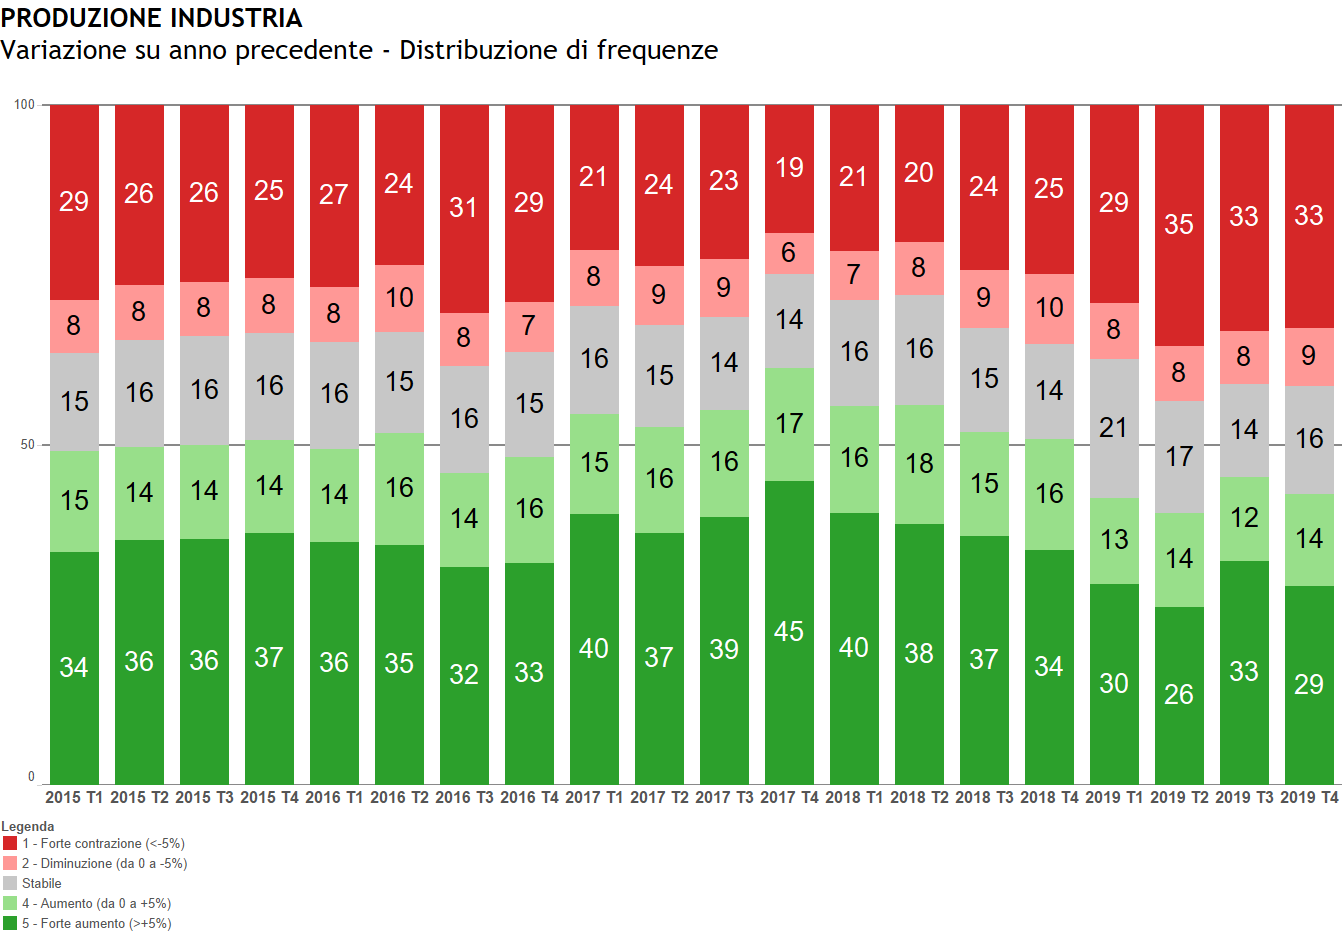 PRODUZIONE INDUSTRIA
Variazione su anno precedente - Distribuzione di frequenze
100
29 26 26 25 27 24 31 29 21 24 23 19 21 20 24 25 29 35 33 33
8 8 8 8 8 10 8 7 8 9 9 6 7 8 9 10 8 8 8 9
15 16 16 16 16 15 16 15 16 15 14 14 16 16 15 14 21 17 14 16
50
15 14 14 14 14 16 14 16 15 16 16 17 16 18 15 16 13 14 12 14
34 36 36 37 36 35 32 33 40 37 39 45 40 38 37 34 30 26 33 29
0
2015 T1 2015 T2 2015 T3 2015 T4 2016 T1 2016 T2 2016 T3 2016 T4 2017 T1 2017 T2 2017 T3 2017 T4 2018 T1 2018 T2 2018 T3 2018 T4 2019 T1 2019 T2 2019 T3 2019 T4
Legenda
1 - Forte contrazione (<-5%)
2 - Diminuzione (da 0 a -5%)
Stabile
4 - Aumento (da 0 a +5%)
5 - Forte aumento (>+5%)